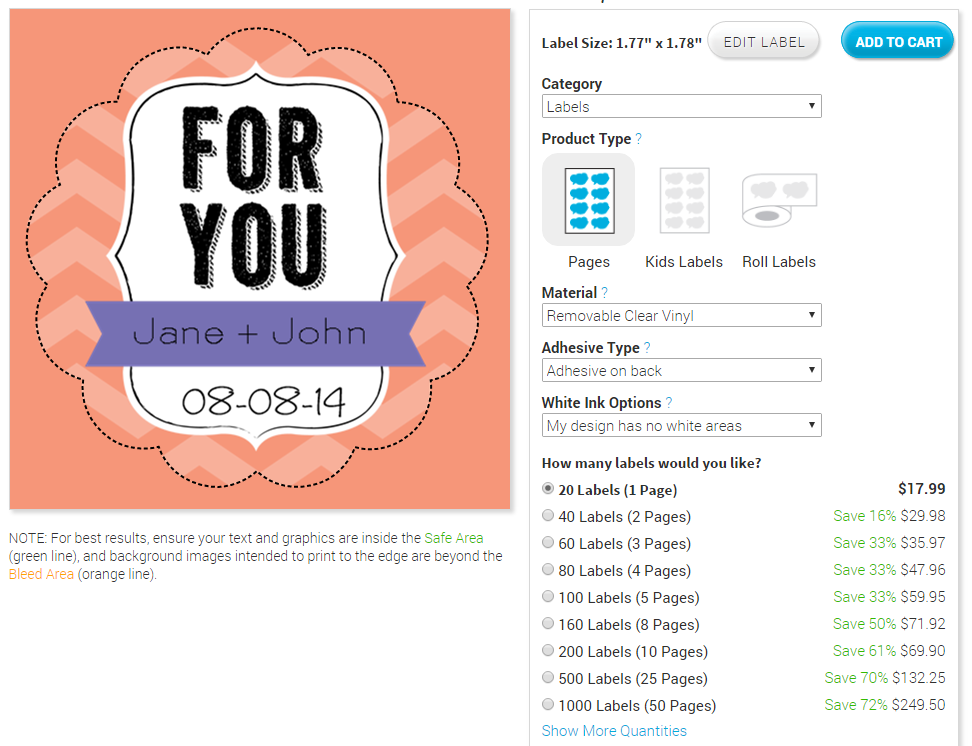 FOR
YOU
Jane + John
08-08-14
NOTE: For best results, ensure your text and graphics are inside the Safe Area
(green line), and background images intended to print to the edge are beyond the
Bleed Area (orange line).
Label Size: 1.77" x 1.78"
EDIT LABEL
ADD TO CART
Category
Labels
Product Type ?
Pages
Kids Labels
Roll Labels
Material ?
Removable Clear Vinyl
Adhesive Type ?
Adhesive on back
White Ink Options ?
My design has no white areas
How many labels would you like?
20 Labels (1 Page) $17.99
40 Labels (2 Pages) Save 16% $29.98
60 Labels (3 Pages) Save 33% $35.97
80 Labels (4 Pages) Save 33% $47.96
100 Labels (5 Pages) Save 33% $59.95
160 Labels (8 Pages) Save 50% $71.92
200 Labels (10 Pages) Save 61% $69.90
500 Labels (25 Pages) Save 70% $132.25
1000 Labels (50 Pages) Save 72% $249.50
Show More Quantities